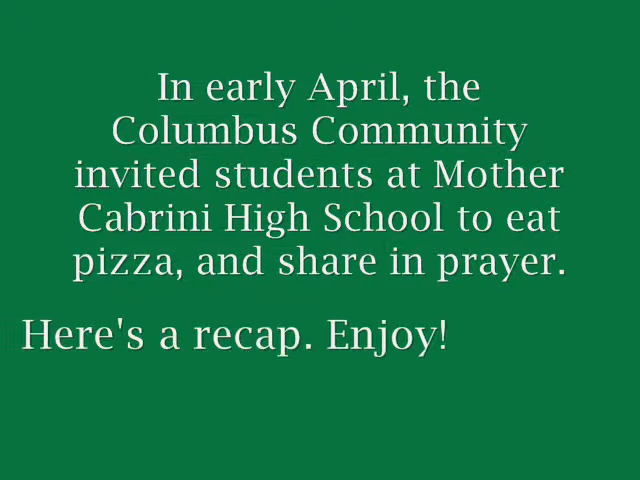 In early April, the
Columbus Community
invited students at Mother
Cabrini High School to eat
pizza, and share in prayer.
Here's a recap. Enjoy!